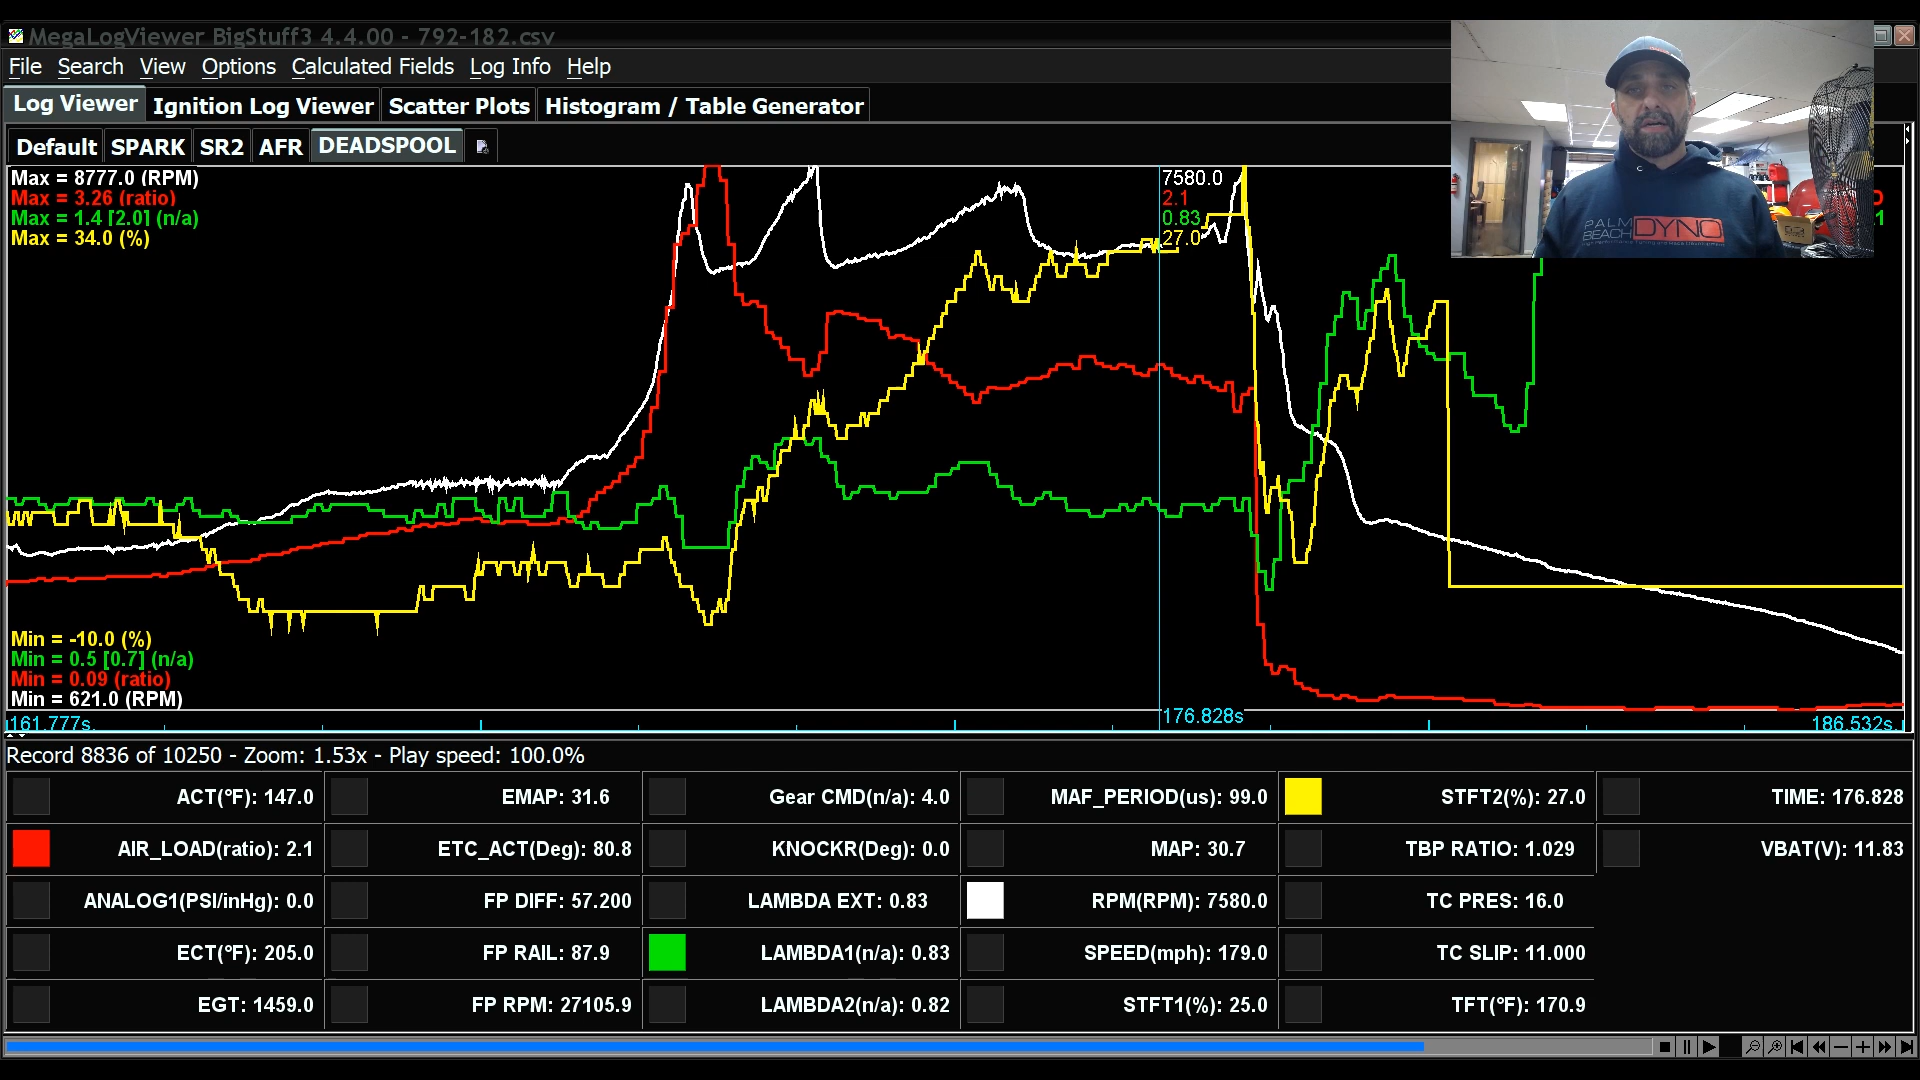 MegaLogViewer BigStuff3 4.4.00 - 792-182.csv
File Search View Options Calculated Fields Log Info Help
Log Viewer Ignition Log Viewer Scatter Plots Histogram / Table Generator
Default SPARK SR2 AFR DEADSPOOL
Max = 8777.0 (RPM)
Max = 3.26 (ratio)
Max = 1.4 [2.0] (n/a)
Max = 34.0 (%)
7580.0
2.1
0.83
27.0
PALM BEACH DYNO
Min = -10.0 (%)
Min = 0.5 [0.7] (n/a)
Min = 0.09 (ratio)
Min = 621.0 (RPM)
161.777s 176.828s 186.532s
Record 8836 of 10250 - Zoom: 1.53x - Play speed: 100.0%
ACT(°F): 147.0 EMAP: 31.6 Gear CMD(n/a): 4.0 MAF_PERIOD(us): 99.0 STFT2(%): 27.0 TIME: 176.828
AIR_LOAD(ratio): 2.1 ETC_ACT(Deg): 80.8 KNOCKR(Deg): 0.0 MAP: 30.7 TBP RATIO: 1.029 VBAT(V): 11.83
ANALOG1(PSI/inHg): 0.0 FP DIFF: 57.200 LAMBDA EXT: 0.83 RPM(RPM): 7580.0 TC PRES: 16.0
ECT(°F): 205.0 FP RAIL: 87.9 LAMBDA1(n/a): 0.83 SPEED(mph): 179.0 TC SLIP: 11.000
EGT: 1459.0 FP RPM: 27105.9 LAMBDA2(n/a): 0.82 STFT1(%): 25.0 TFT(°F): 170.9